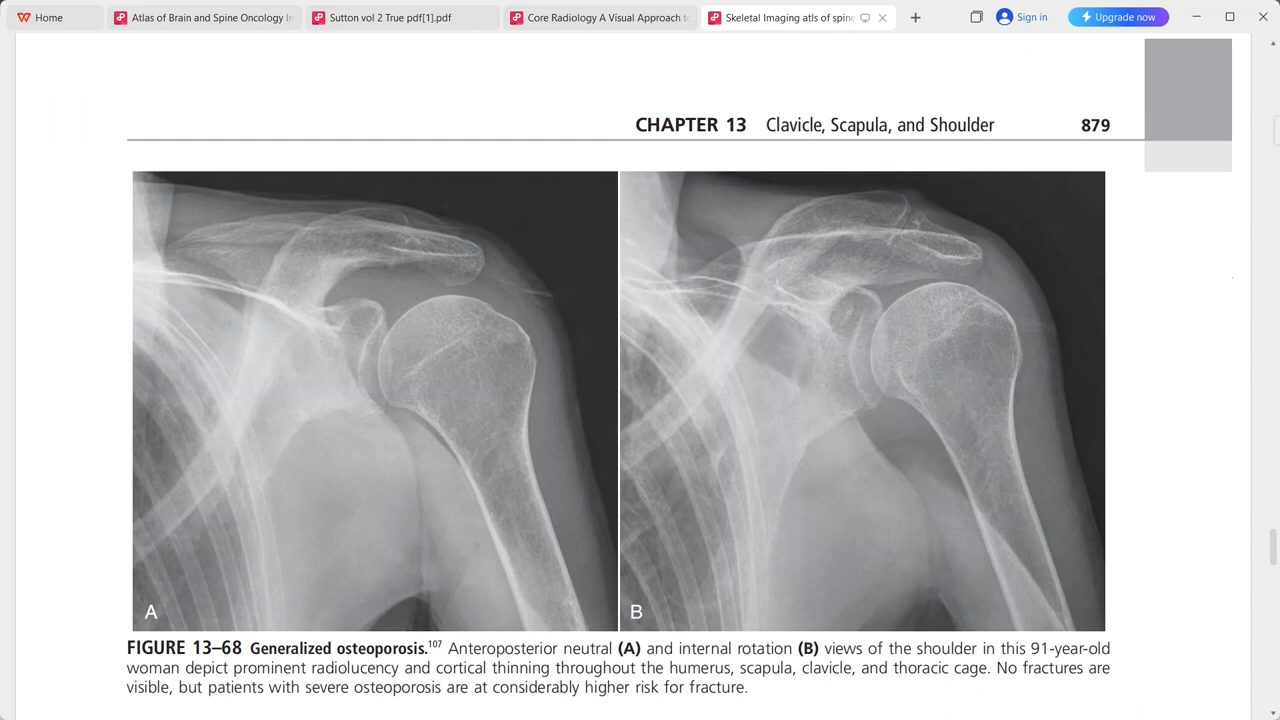 Home
Atlas of Brain and Spine Oncology I
Sutton vol 2 True pdf[1].pdf
Core Radiology A Visual Approach t
Skeletal Imaging atls of spine
Sign in
Upgrade now
CHAPTER 13 Clavicle, Scapula, and Shoulder 879
A
B
FIGURE 13–68 Generalized osteoporosis.107 Anteroposterior neutral (A) and internal rotation (B) views of the shoulder in this 91-year-old
woman depict prominent radiolucency and cortical thinning throughout the humerus, scapula, clavicle, and thoracic cage. No fractures are
visible, but patients with severe osteoporosis are at considerably higher risk for fracture.